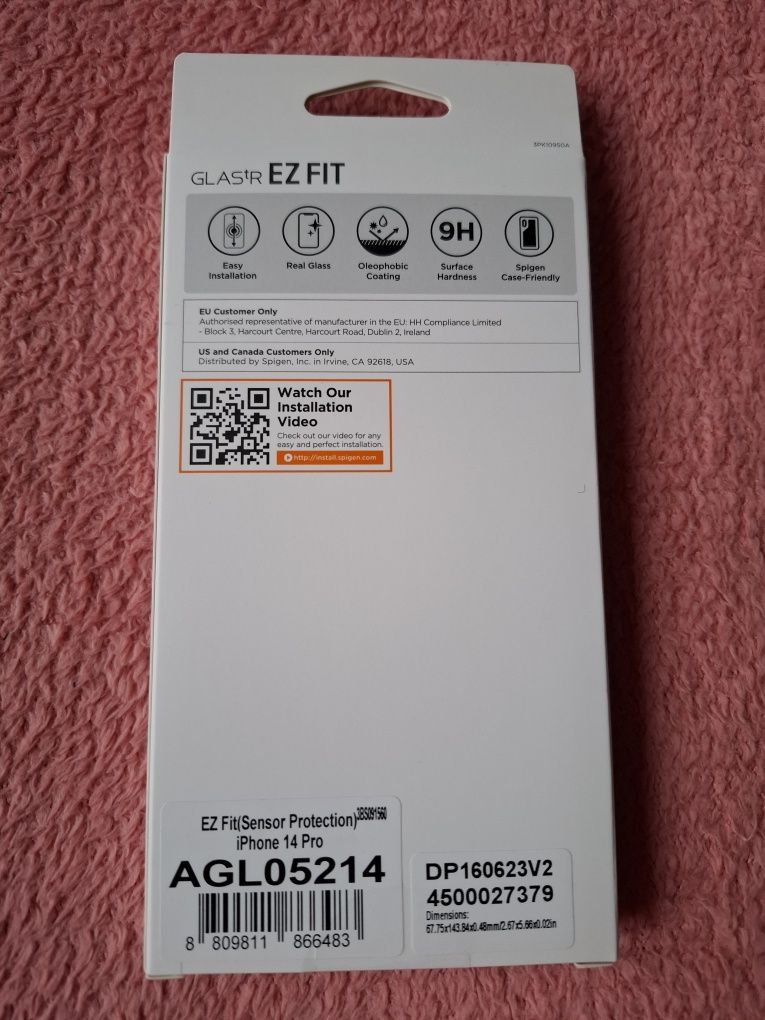 3PK10950A
GLAStR EZ FIT
9H
Easy
Installation
Real Glass
Oleophobic
Coating
Surface
Hardness
Spigen
Case-Friendly
EU Customer Only
Authorised representative of manufacturer in the EU: HH Compliance Limited
- Block 3, Harcourt Centre, Harcourt Road, Dublin 2, Ireland
US and Canada Customers Only
Distributed by Spigen, Inc. in Irvine, CA 92618, USA
Watch Our
Installation
Video
Check out our video for any
easy and perfect installation.
http://install.spigen.com
EZ Fit(Sensor Protection) 3BS091560
iPhone 14 Pro
AGL05214
8 809811 866483
DP160623V2
4500027379
Dimensions:
67.75x143.84x0.48mm/2.67x5.66x0.02in